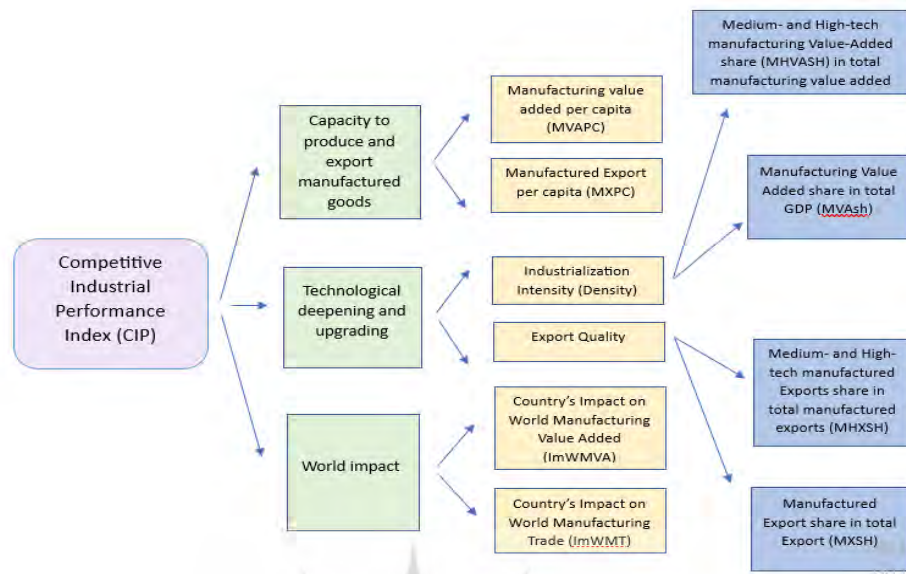 Competitive
Industrial
Performance
Index (CIP)
Capacity to
produce and
export
manufactured
goods
Technological
deepening and
upgrading
World impact
Manufacturing value
added per capita
(MVAPC)
Manufactured Export
per capita (MXPC)
Industrialization
Intensity (Density)
Export Quality
Country's Impact on
World Manufacturing
Value Added
(ImWMVA)
Country's Impact on
World Manufacturing
Trade (ImWMT)
Medium- and High-tech
manufacturing Value-Added
share (MHVASH) in total
manufacturing value added
Manufacturing Value
Added share in total
GDP (MVAsh)
Medium- and High-
tech manufactured
Exports share in
total manufactured
exports (MHXSH)
Manufactured
Export share in total
Export (MXSH)